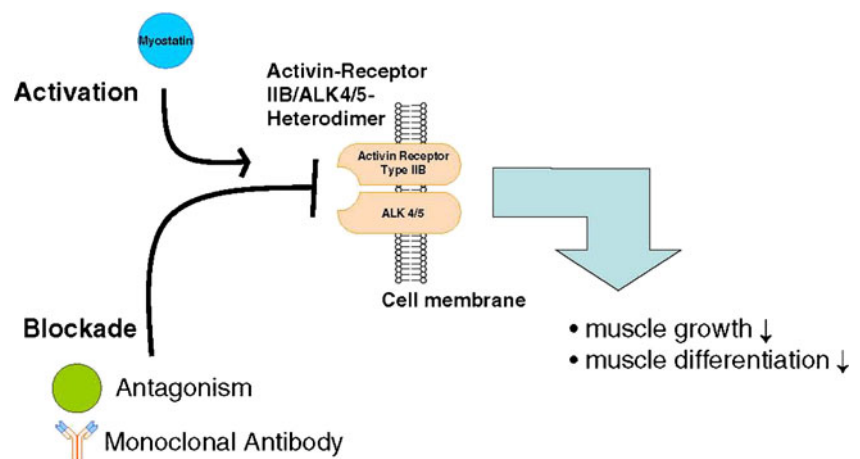 Myostatin
Activation
Activin-Receptor
IIB/ALK4/5-
Heterodimer
Activin Receptor
Type IIB
ALK 4/5
Cell membrane
Blockade
Antagonism
Monoclonal Antibody
• muscle growth ↓
• muscle differentiation ↓